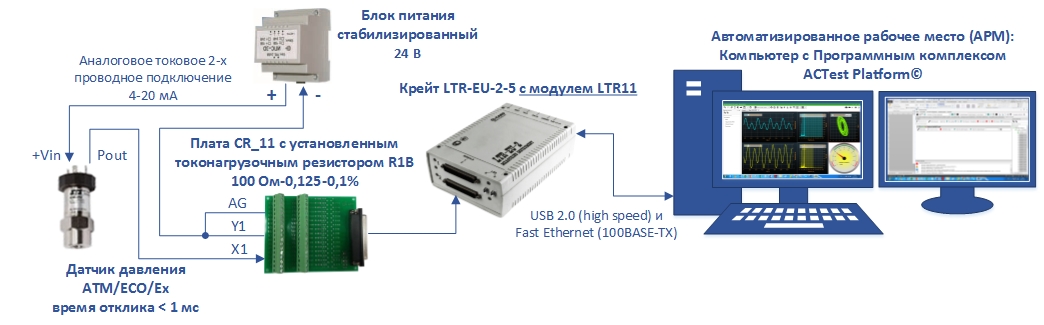 Блок питания
стабилизированный
24 В
Аналоговое токовое 2-х
проводное подключение
4-20 мА
+
-
Автоматизированное рабочее место (АРМ):
Компьютер с Программным комплексом
ACTest Platform©
Крейт LTR-EU-2-5 с модулем LTR11
Плата CR_11 с установленным
токонагрузочным резистором R1B
100 Ом-0,125-0,1%
+Vin
Pout
AG
Y1
X1
USB 2.0 (high speed) и
Fast Ethernet (100BASE-TX)
Датчик давления
ATM/ECO/Ex
время отклика < 1 мс